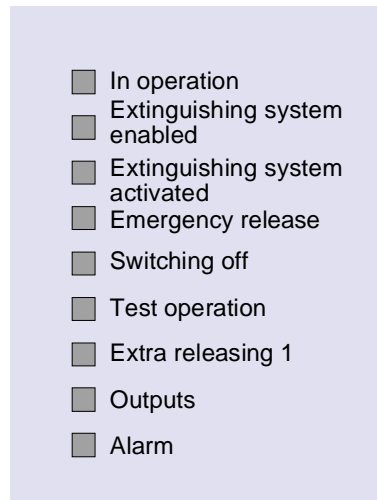 In operation
Extinguishing system
enabled
Extinguishing system
activated
Emergency release
Switching off
Test operation
Extra releasing 1
Outputs
Alarm